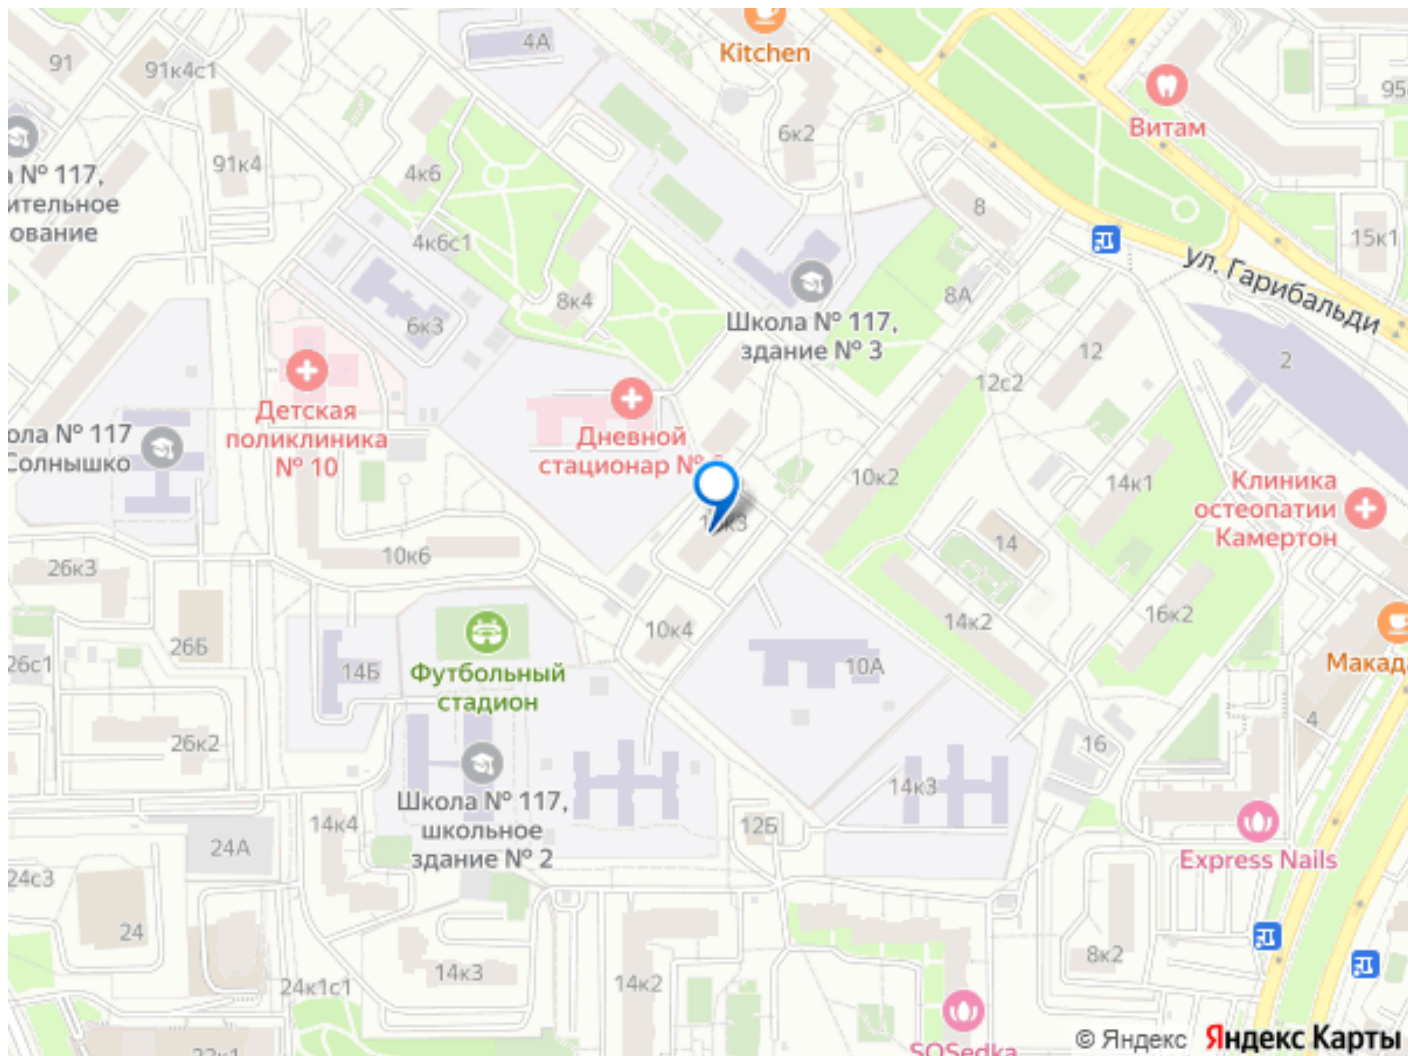 4А
Kitchen
91
91к4с1
95
Витам
6к2
№ 117,
ительное
ование
91к4
4к6
8
4к6с1
15к1
ул. Гарибальди
8к4
8А
6к3
Школа № 117,
здание № 3
12
2
12с2
Детская
поликлиника
№ 10
Дневной
стационар №
ола № 117
Солнышко
10к2
14к1
Клиника
остеопатии
Камертон
14
10к6
26к3
16к2
14к2
10к4
26Б
26с1
14Б
10А
Футбольный
стадион
Макад
4
26к2
16
Школа № 117,
школьное
здание № 2
14к3
14к4
12Б
24А
Express Nails
24с3
24
8к2
14к3
14к2
24к1с1
SOSedka
© Яндекс Яндекс Карты